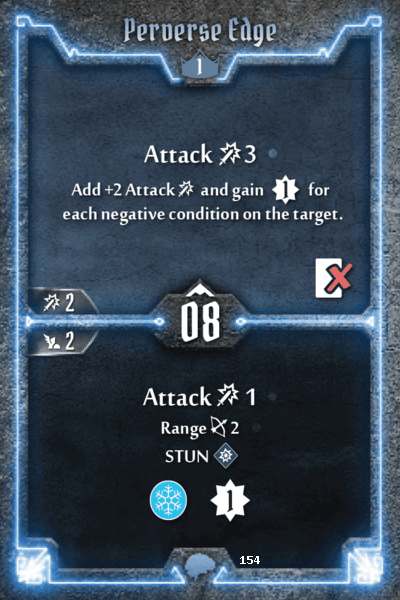 Perverse Edge
1
Attack 3
Add +2 Attack and gain 1 for
each negative condition on the target.
2
08
2
Attack 1
Range 2
STUN
1
154